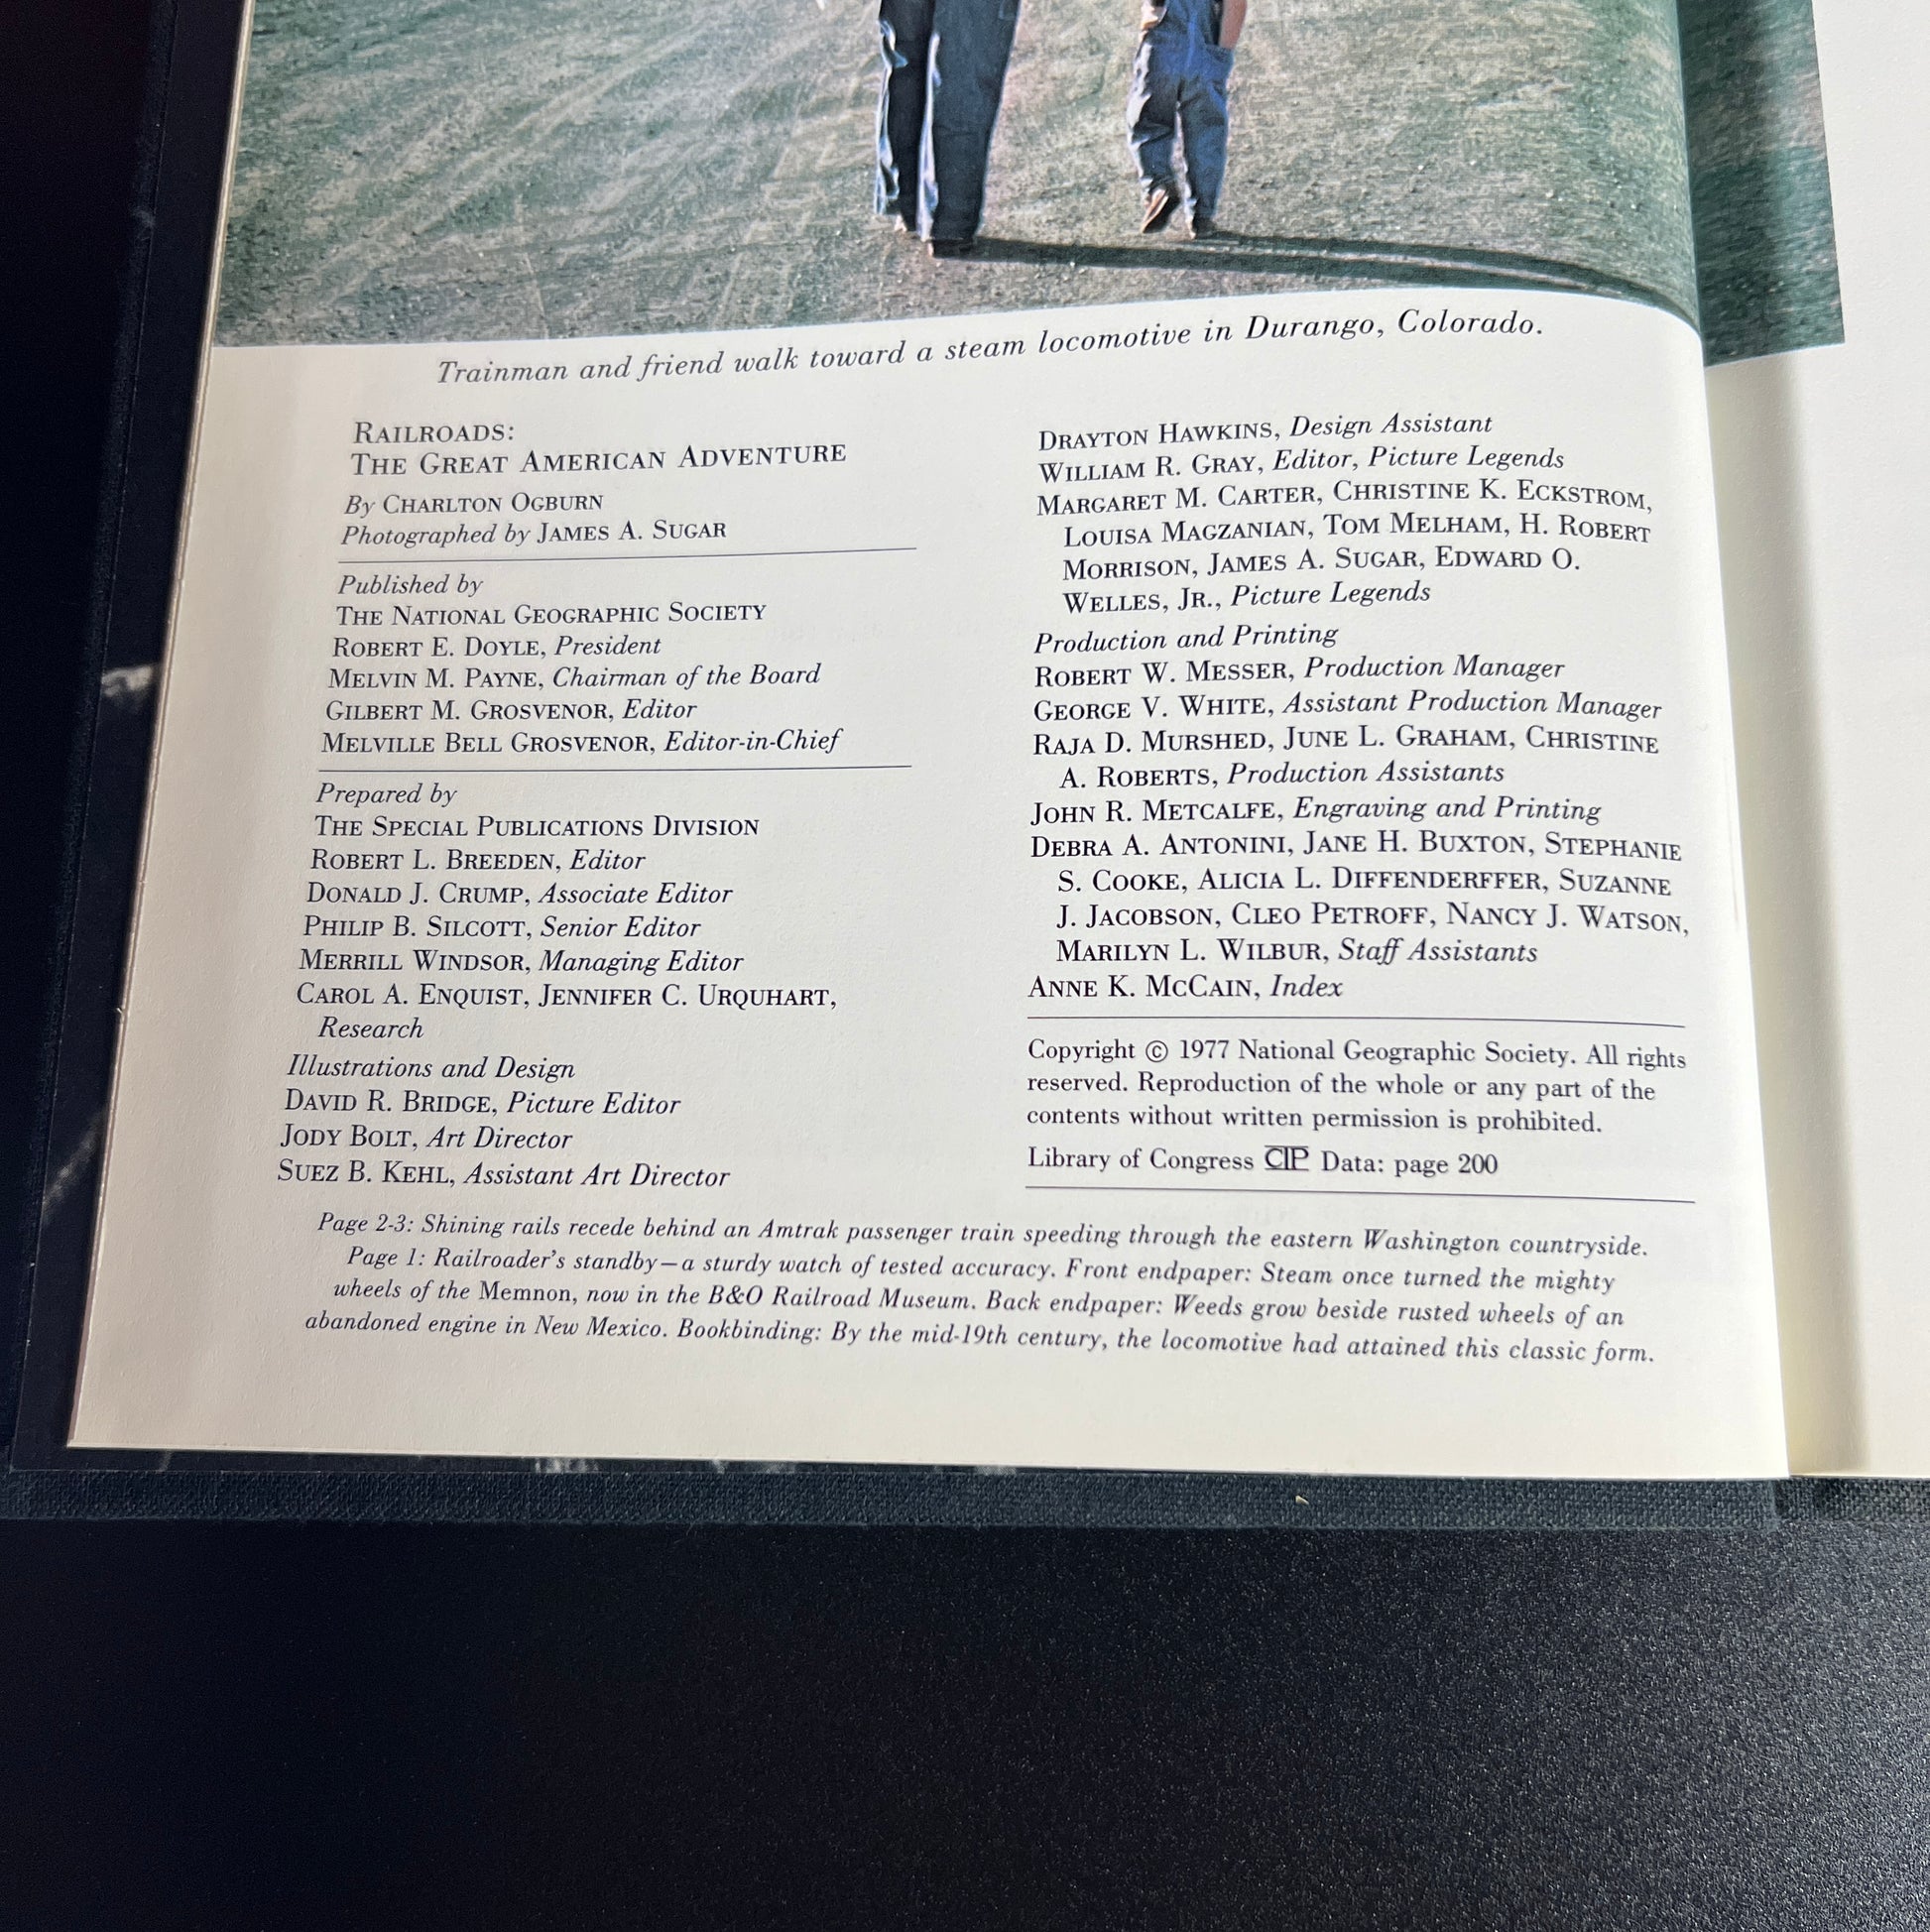 Trainman and friend walk toward a steam locomotive in Durango, Colorado.
RAILROADS:
THE GREAT AMERICAN ADVENTURE
By CHARLTON OGBURN
Photographed by JAMES A. SUGAR
Published by
THE NATIONAL GEOGRAPHIC SOCIETY
ROBERT E. DOYLE, President
MELVIN M. PAYNE, Chairman of the Board
GILBERT M. GROSVENOR, Editor
MELVILLE BELL GROSVENOR, Editor-in-Chief
Prepared by
THE SPECIAL PUBLICATIONS DIVISION
ROBERT L. BREEDEN, Editor
DONALD J. CRUMP, Associate Editor
PHILIP B. SILCOTT, Senior Editor
MERRILL WINDSOR, Managing Editor
CAROL A. ENQUIST, JENNIFER C. URQUHART,
Research
Illustrations and Design
DAVID R. BRIDGE, Picture Editor
JODY BOLT, Art Director
SUEZ B. KEHL, Assistant Art Director
DRAYTON HAWKINS, Design Assistant
WILLIAM R. GRAY, Editor, Picture Legends
MARGARET M. CARTER, CHRISTINE K. ECKSTROM,
LOUISA MAGZANIAN, TOM MELHAM, H. ROBERT
MORRISON, JAMES A. SUGAR, EDWARD O.
WELLES, JR., Picture Legends
Production and Printing
ROBERT W. MESSER, Production Manager
GEORGE V. WHITE, Assistant Production Manager
RAJA D. MURSHED, JUNE L. GRAHAM, CHRISTINE
A. ROBERTS, Production Assistants
JOHN R. METCALFE, Engraving and Printing
DEBRA A. ANTONINI, JANE H. BUXTON, STEPHANIE
S. COOKE, ALICIA L. DIFFENDERFFER, SUZANNE
J. JACOBSON, CLEO PETROFF, NANCY J. WATSON,
MARILYN L. WILBUR, Staff Assistants
ANNE K. MCCAIN, Index
Copyright © 1977 National Geographic Society. All rights
reserved. Reproduction of the whole or any part of the
contents without written permission is prohibited.
Library of Congress CIP Data: page 200
Page 2-3: Shining rails recede behind an Amtrak passenger train speeding through the eastern Washington countryside.
Page 1: Railroader's standby—a sturdy watch of tested accuracy. Front endpaper: Steam once turned the mighty
wheels of the Memnon, now in the B&O Railroad Museum. Back endpaper: Weeds grow beside rusted wheels of an
abandoned engine in New Mexico. Bookbinding: By the mid-19th century, the locomotive had attained this classic form.